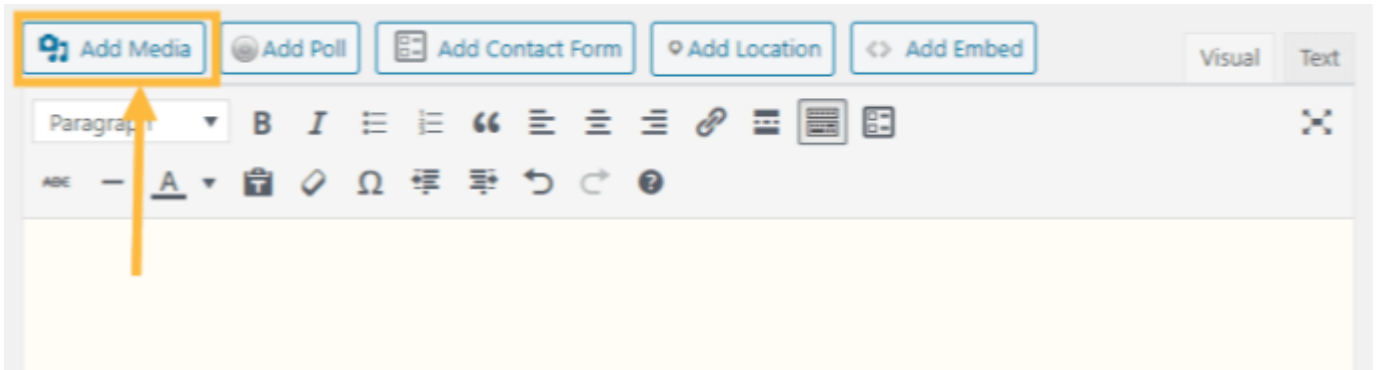 Add Media Add Poll Add Contact Form Add Location Add Embed Visual Text
Paragraph B I
ABC A Ω